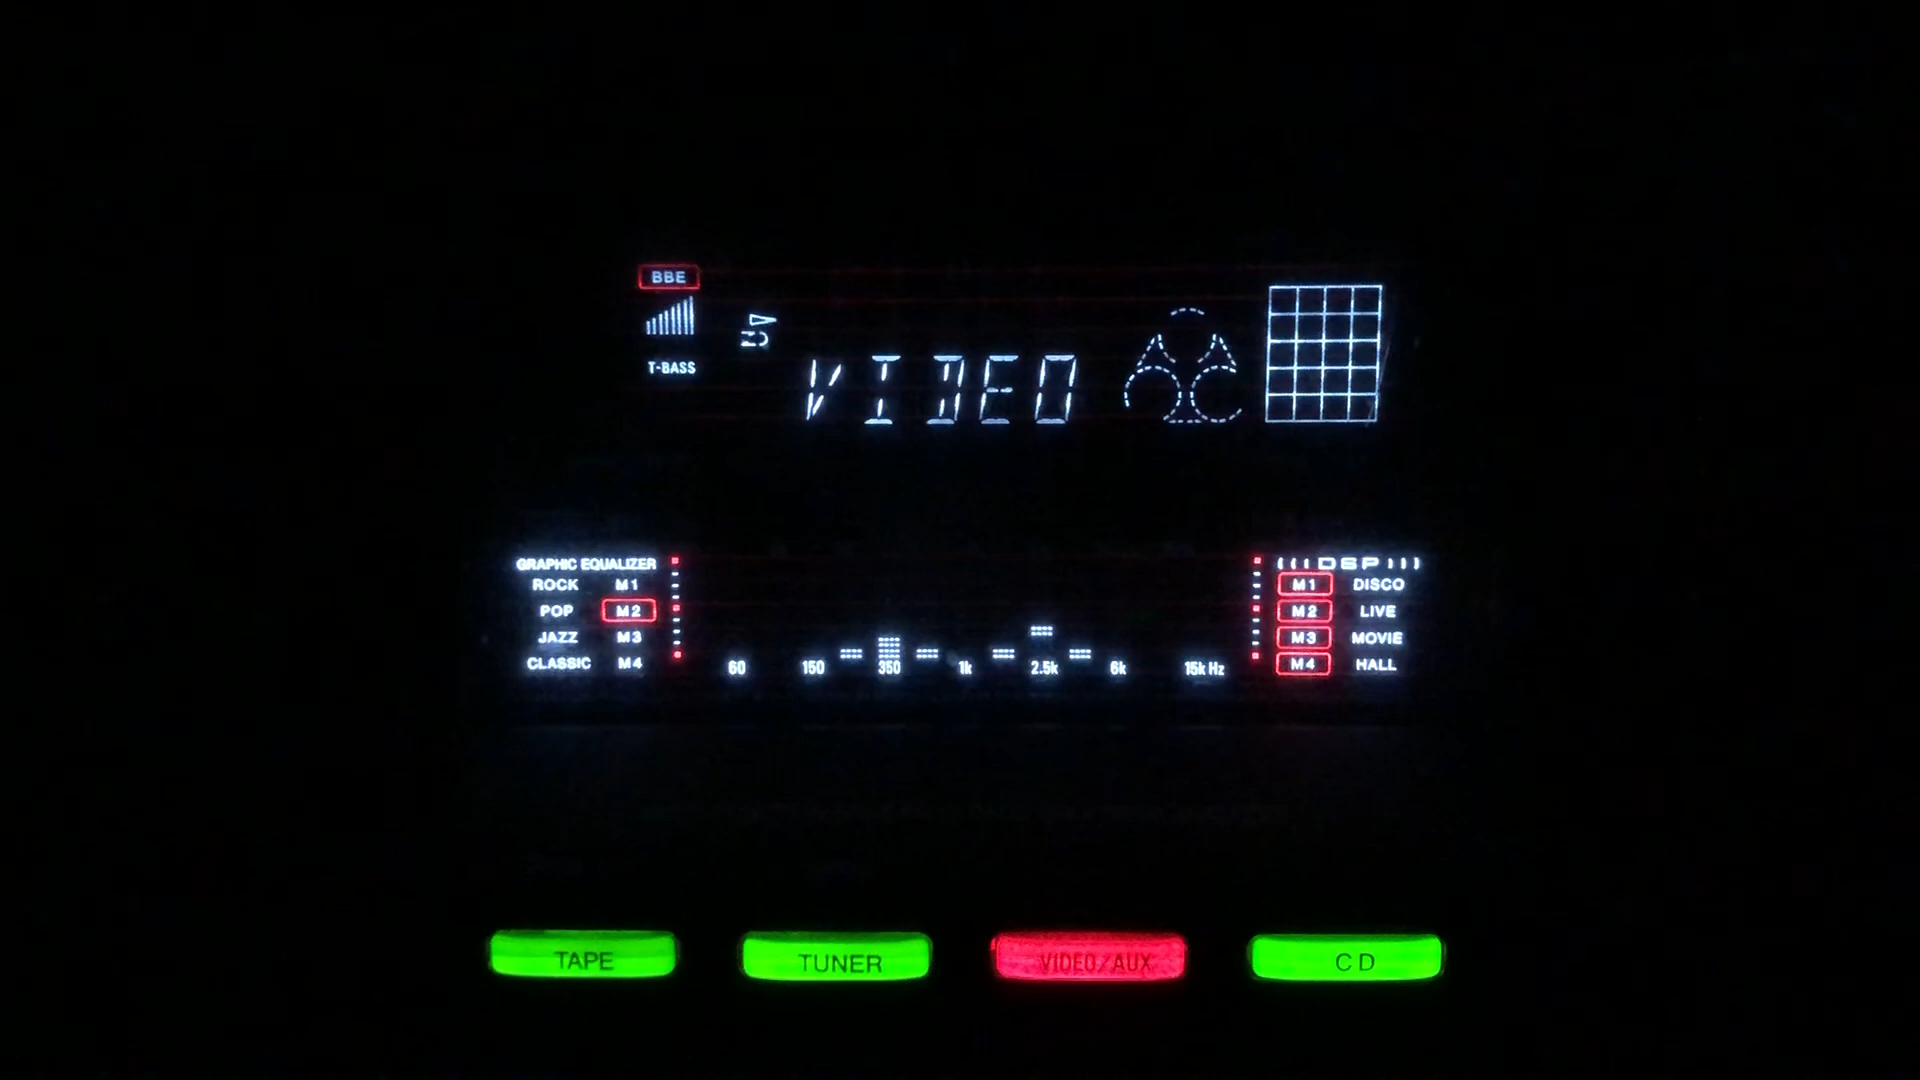 BBE
T-BASS
VIDEO
GRAPHIC EQUALIZER
ROCK M1
POP M2
JAZZ M3
CLASSIC M4
60 150 350 1k 2.5k 6k 15k Hz
DSP
M1 DISCO
M2 LIVE
M3 MOVIE
M4 HALL
TAPE TUNER VIDEO/AUX CD